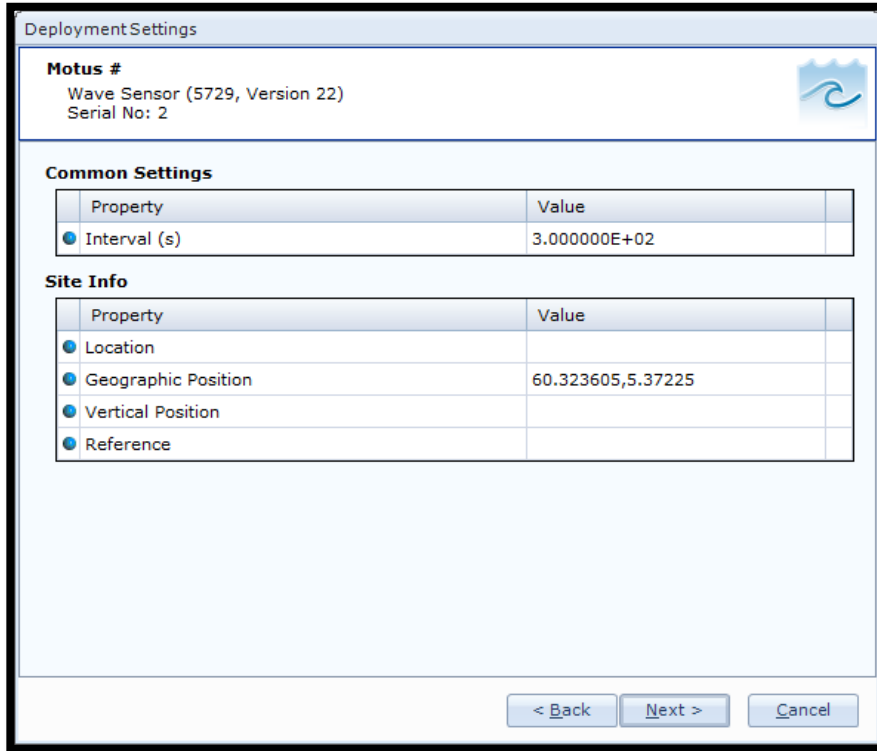 Deployment Settings
Motus #
Wave Sensor (5729, Version 22)
Serial No: 2
Common Settings
Property Value
Interval (s) 3.000000E+02
Site Info
Property Value
Location
Geographic Position 60.323605,5.37225
Vertical Position
Reference
< Back Next > Cancel